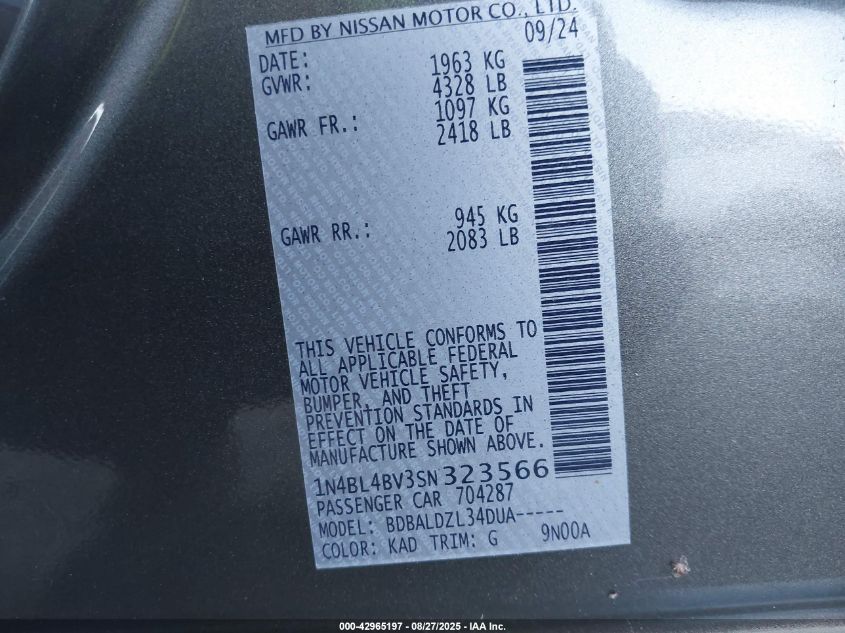 MFD BY NISSAN MOTOR CO., LTD.
DATE: 09/24
GVWR: 1963 KG
4328 LB
GAWR FR.: 1097 KG
2418 LB
GAWR RR.: 945 KG
2083 LB
THIS VEHICLE CONFORMS TO
ALL APPLICABLE FEDERAL
MOTOR VEHICLE SAFETY,
BUMPER, AND THEFT
PREVENTION STANDARDS IN
EFFECT ON THE DATE OF
MANUFACTURE SHOWN ABOVE.
1N4BL4BV3SN323566
PASSENGER CAR 704287
MODEL: BDBALDZL34DUA-----
COLOR: KAD TRIM: G 9N00A
000-42965197 - 08/27/2025 - IAA Inc.